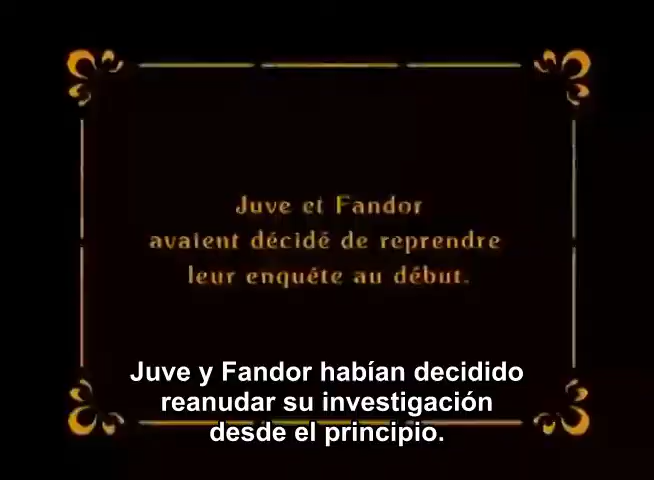 Juve et Fandor
avaient décidé de reprendre
leur enquête au début.
Juve y Fandor habían decidido
reanudar su investigación
desde el principio.